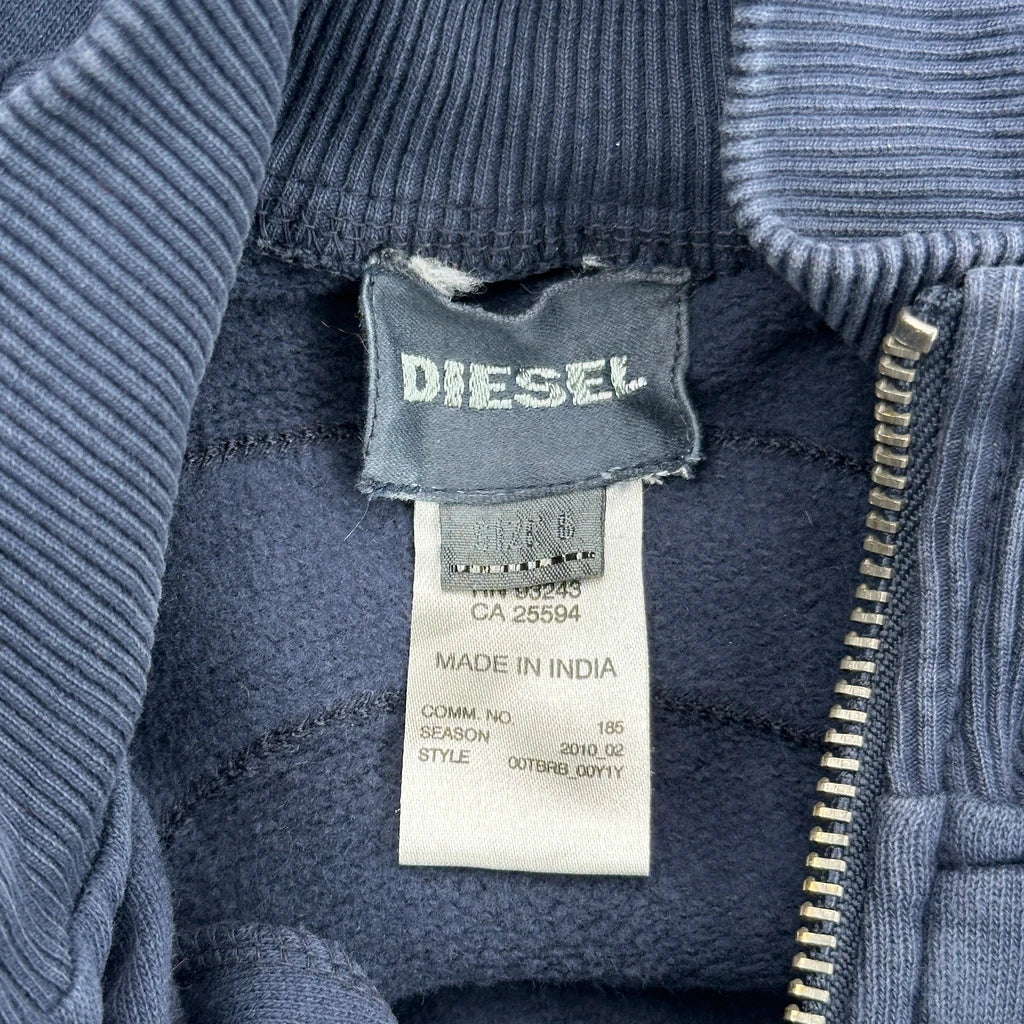 DIESEL
SIZE
RN 93243
CA 25594
MADE IN INDIA
COMM. NO. 185
SEASON 2010_02
STYLE 00TBRB_00Y1Y